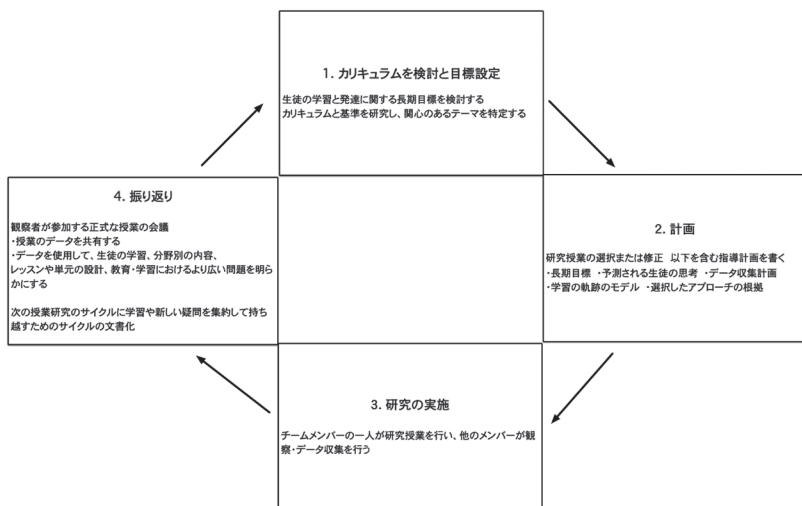 1. カリキュラムを検討と目標設定
生徒の学習と発達に関する長期目標を検討する
カリキュラムと基準を研究し、関心のあるテーマを特定する
2. 計画
研究授業の選択または修正 以下を含む指導計画を書く
・長期目標 ・予測される生徒の思考 ・データ収集計画
・学習の軌跡のモデル ・選択したアプローチの根拠
3. 研究の実施
チームメンバーの一人が研究授業を行い、他のメンバーが観
察・データ収集を行う
4. 振り返り
観察者が参加する正式な授業の会議
・授業のデータを共有する
・データを使用して、生徒の学習、分野別の内容、
レッスンや単元の設計、教育・学習におけるより広い問題を明ら
かにする
次の授業研究のサイクルに学習や新しい疑問を集約して持ち
越すためのサイクルの文書化